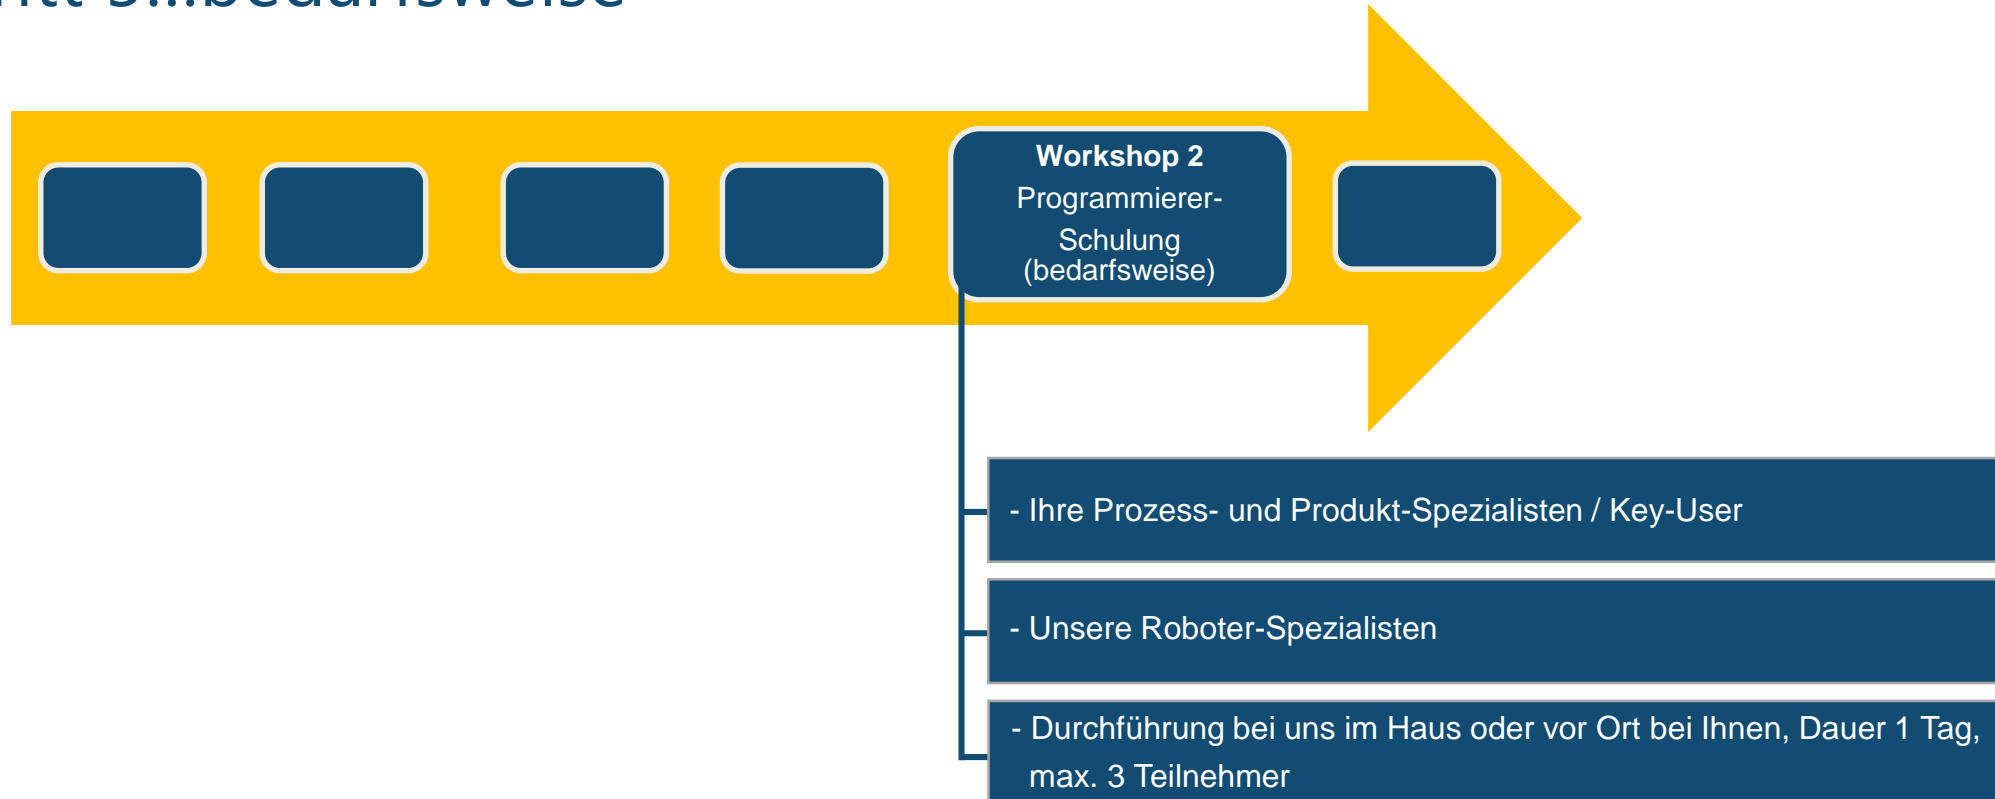 bedarfsweise
Workshop 2
Programmierer-
Schulung
(bedarfsweise)
- Ihre Prozess- und Produkt-Spezialisten / Key-User
- Unsere Roboter-Spezialisten
- Durchführung bei uns im Haus oder vor Ort bei Ihnen, Dauer 1 Tag,
max. 3 Teilnehmer